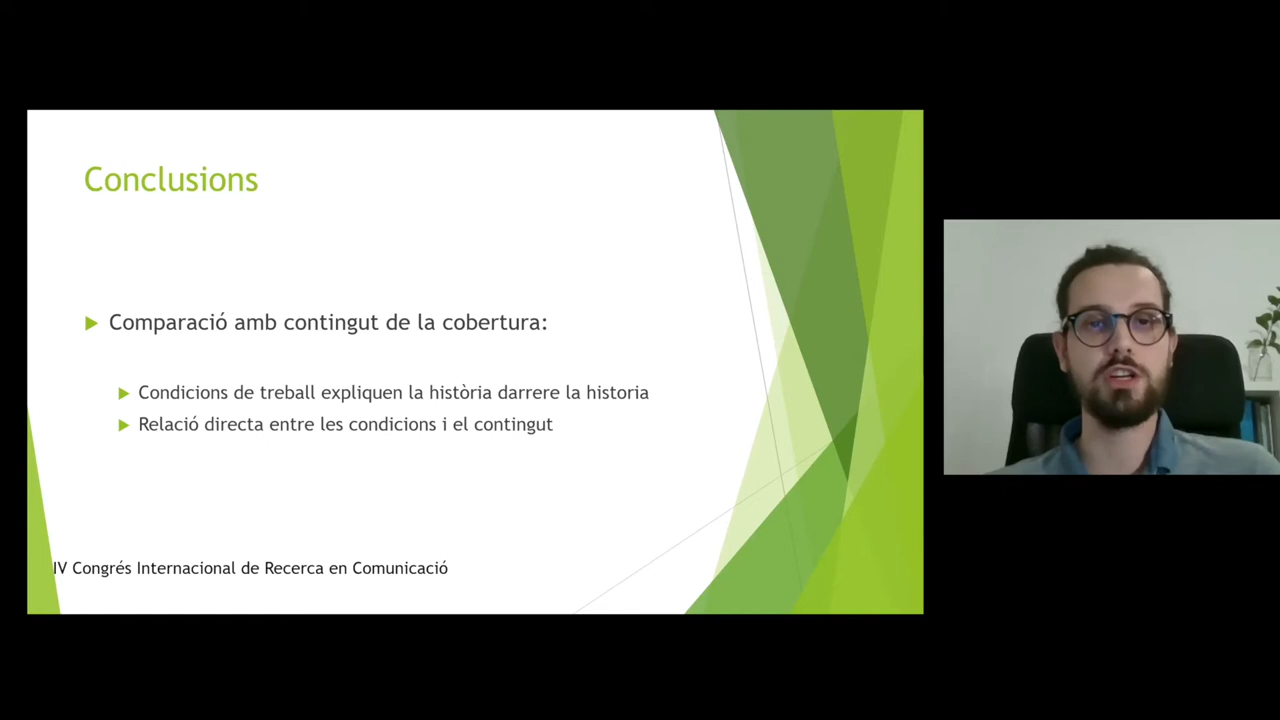 Conclusions
Comparació amb contingut de la cobertura:
Condicions de treball expliquen la història darrere la historia
Relació directa entre les condicions i el contingut
IV Congrés Internacional de Recerca en Comunicació